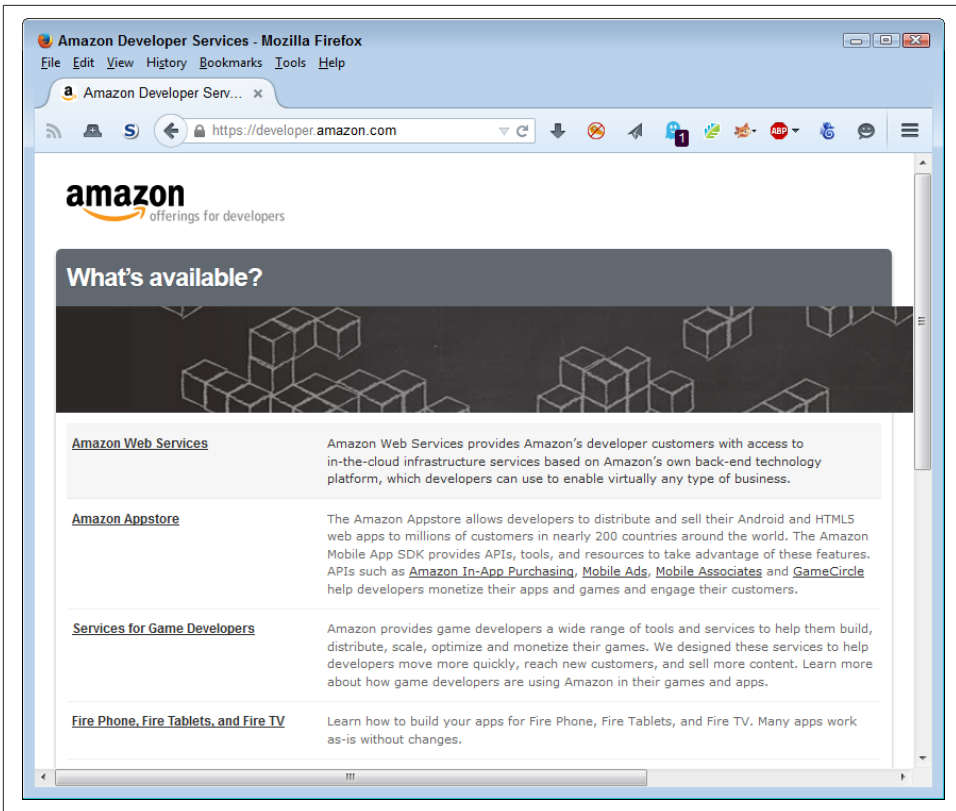 Amazon Developer Services - Mozilla Firefox
File Edit View History Bookmarks Tools Help
a Amazon Developer Serv... ×
S) https://developer.amazon.com 1 ABP
amazon
offerings for developers
What's available?
Amazon Web Services
Amazon Web Services provides Amazon's developer customers with access to
in-the-cloud infrastructure services based on Amazon's own back-end technology
platform, which developers can use to enable virtually any type of business.
Amazon Appstore
The Amazon Appstore allows developers to distribute and sell their Android and HTML5
web apps to millions of customers in nearly 200 countries around the world. The Amazon
Mobile App SDK provides APIs, tools, and resources to take advantage of these features.
APIs such as Amazon In-App Purchasing, Mobile Ads, Mobile Associates and GameCircle
help developers monetize their apps and games and engage their customers.
Services for Game Developers
Amazon provides game developers a wide range of tools and services to help them build,
distribute, scale, optimize and monetize their games. We designed these services to help
developers move more quickly, reach new customers, and sell more content. Learn more
about how game developers are using Amazon in their games and apps.
Fire Phone, Fire Tablets, and Fire TV
Learn how to build your apps for Fire Phone, Fire Tablets, and Fire TV. Many apps work
as-is without changes.